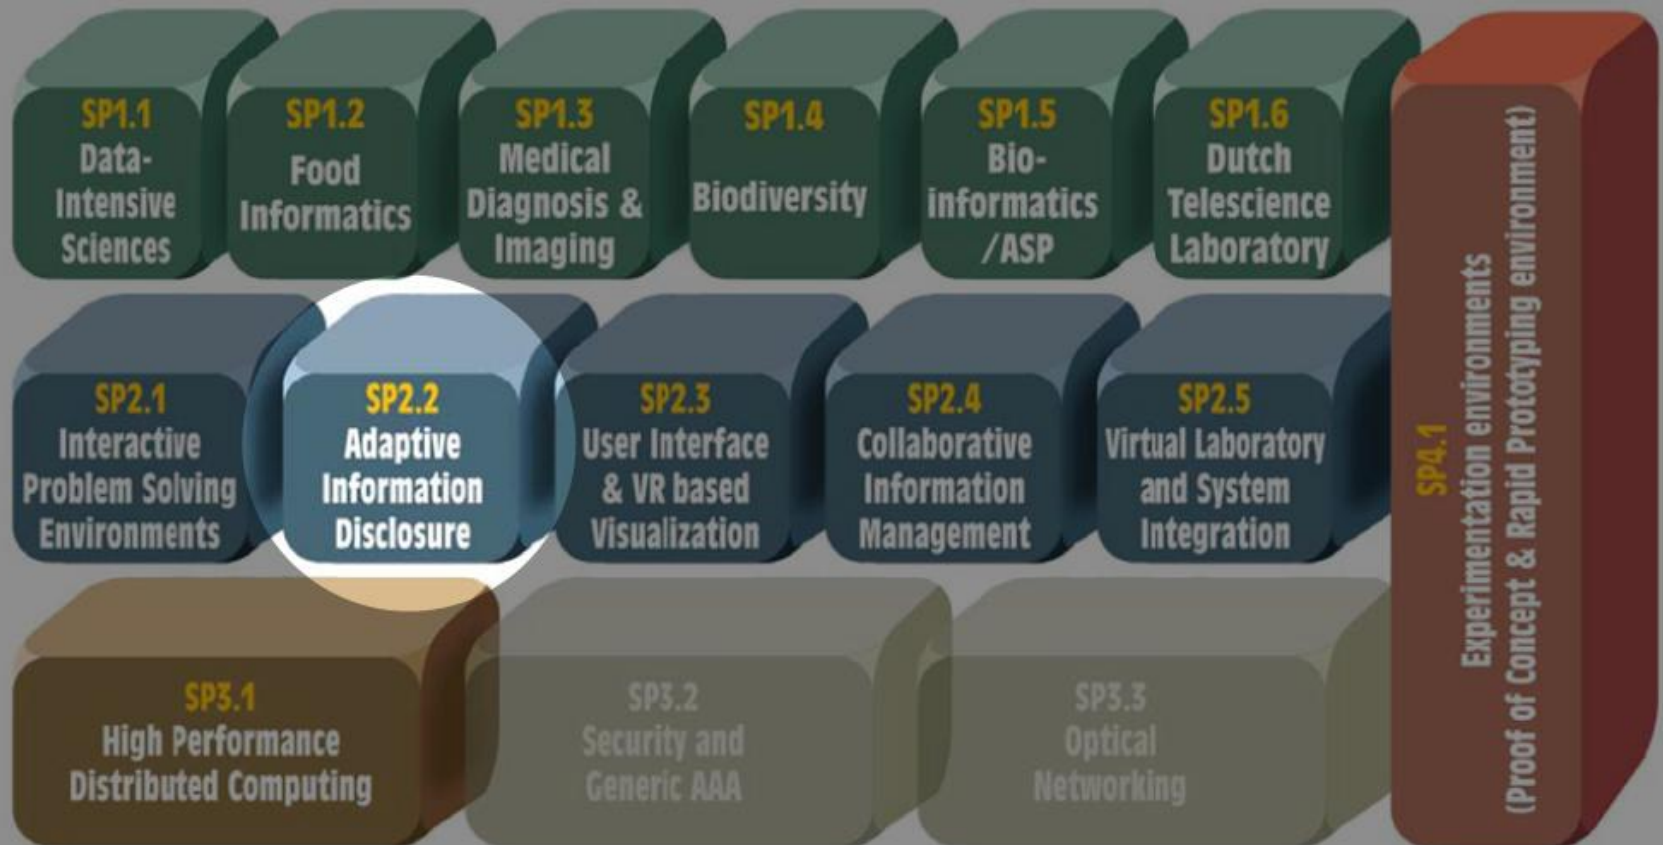 SP1.1
Data-
Intensive
Sciences
SP1.2
Food
Informatics
SP1.3
Medical
Diagnosis &
Imaging
SP1.4
Biodiversity
SP1.5
Bio-
informatics
/ASP
SP1.6
Dutch
Telescience
Laboratory
SP2.1
Interactive
Problem Solving
Environments
SP2.2
Adaptive
Information
Disclosure
SP2.3
User Interface
& VR based
Visualization
SP2.4
Collaborative
Information
Management
SP2.5
Virtual Laboratory
and System
Integration
SP3.1
High Performance
Distributed Computing
SP3.2
Security and
Generic AAA
SP3.3
Optical
Networking
SP4.1
Experimentation environments
(Proof of Concept & Rapid Prototyping environment)